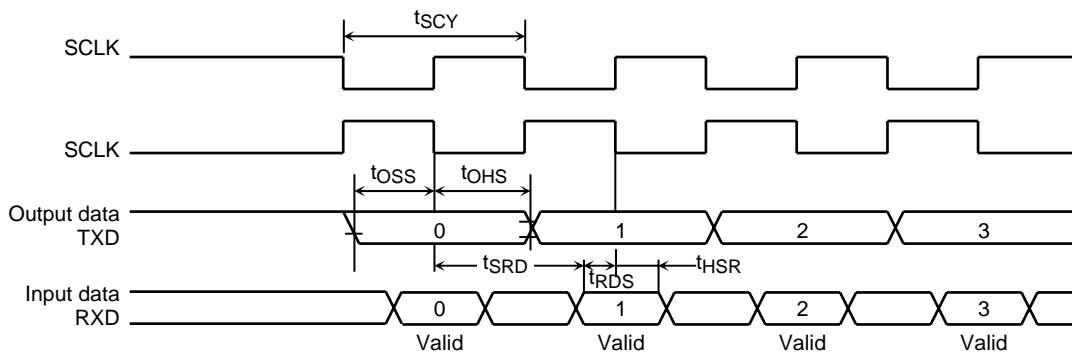 tSCY
SCLK
SCLK
tOSS tOHS
Output data
TXD
0 1 2 3
tSRD tRDS tHSR
Input data
RXD
0 1 2 3
Valid Valid Valid Valid